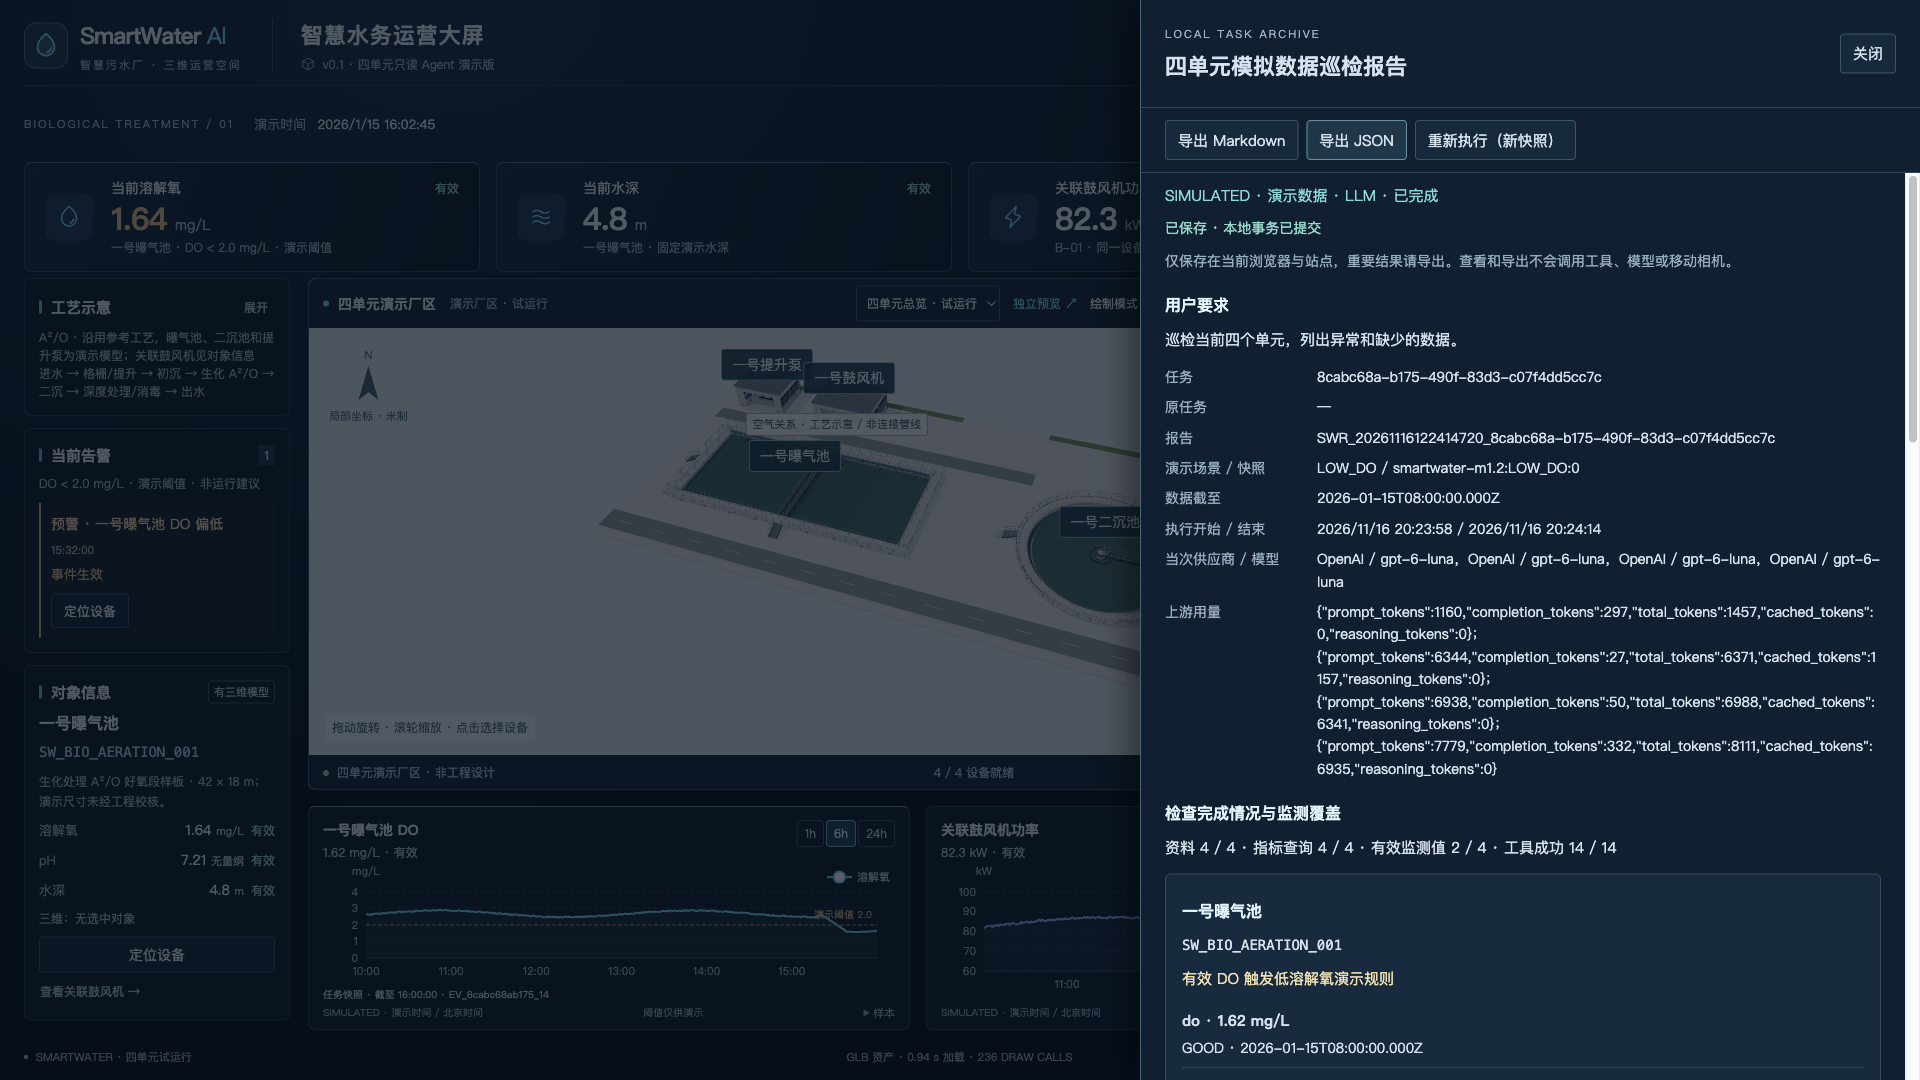 SmartWater AI
智慧污水厂 · 三维运营空间
智慧水务运营大屏
v0.1 · 四单元只读 Agent 演示版
BIOLOGICAL TREATMENT / 01
演示时间 2026/1/15 16:02:45
当前溶解氧
有效
1.64 mg/L
一号曝气池 · DO < 2.0 mg/L · 演示阈值
当前水深
有效
4.8 m
一号曝气池 · 固定演示水深
关联鼓风机功
82.3
B-01 · 同一设备
工艺示意
展开
A²/O · 沿用参考工艺，曝气池、二沉池和提
升泵为演示模型；关联鼓风机见对象信息
进水 → 格栅/提升 → 初沉 → 生化 A²/O →
二沉 → 深度处理/消毒 → 出水
当前告警
1
DO < 2.0 mg/L · 演示阈值 · 非运行建议
预警 · 一号曝气池 DO 偏低
15:32:00
事件生效
定位设备
对象信息
有三维模型
一号曝气池
SW_BIO_AERATION_001
生化处理 A²/O 好氧段样板 · 42 × 18 m；
演示尺寸未经工程校核。
溶解氧 1.64 mg/L 有效
pH 7.21 无量纲 有效
水深 4.8 m 有效
三维：无选中对象
定位设备
查看关联鼓风机 →
四单元演示厂区
演示厂区 · 试运行
四单元总览 · 试运行
独立预览 ↗
绘制模式
N
局部坐标 · 米制
一号提升泵
一号鼓风机
空气关系 · 工艺示意 / 非连接管线
一号曝气池
一号二沉池
拖动旋转 · 滚轮缩放 · 点击选择设备
四单元演示厂区 · 非工程设计
4 / 4 设备就绪
一号曝气池 DO
1h 6h 24h
1.62 mg/L · 有效
mg/L
溶解氧
4
3
2
1
0
演示阈值 2.0
10:00 11:00 12:00 13:00 14:00 15:00
任务快照 · 截至 16:00:00 · EV_8cabc68ab175_14
SIMULATED · 演示时间 / 北京时间
阈值仅供演示
▶ 样本
关联鼓风机功率
82.3 kW · 有效
kW
100
90
80
70
60
11:00
SIMULATED · 演示时间 / 北京时间
SMARTWATER · 四单元试运行
GLB 资产 · 0.94 s 加载 · 236 DRAW CALLS
LOCAL TASK ARCHIVE
四单元模拟数据巡检报告
关闭
导出 Markdown
导出 JSON
重新执行（新快照）
SIMULATED · 演示数据 · LLM · 已完成
已保存 · 本地事务已提交
仅保存在当前浏览器与站点，重要结果请导出。查看和导出不会调用工具、模型或移动相机。
用户要求
巡检当前四个单元，列出异常和缺少的数据。
任务 8cabc68a-b175-490f-83d3-c07f4dd5cc7c
原任务 —
报告 SWR_20261116122414720_8cabc68a-b175-490f-83d3-c07f4dd5cc7c
演示场景 / 快照 LOW_DO / smartwater-m1.2:LOW_DO:0
数据截至 2026-01-15T08:00:00.000Z
执行开始 / 结束 2026/11/16 20:23:58 / 2026/11/16 20:24:14
当次供应商 / 模型 OpenAI / gpt-6-luna，OpenAI / gpt-6-luna，OpenAI / gpt-6-luna，OpenAI / gpt-6-
luna
上游用量 {"prompt_tokens":1160,"completion_tokens":297,"total_tokens":1457,"cached_tokens":
0,"reasoning_tokens":0};
{"prompt_tokens":6344,"completion_tokens":27,"total_tokens":6371,"cached_tokens":1
157,"reasoning_tokens":0};
{"prompt_tokens":6938,"completion_tokens":50,"total_tokens":6988,"cached_tokens":
6341,"reasoning_tokens":0};
{"prompt_tokens":7779,"completion_tokens":332,"total_tokens":8111,"cached_tokens":
6935,"reasoning_tokens":0}
检查完成情况与监测覆盖
资料 4 / 4 · 指标查询 4 / 4 · 有效监测值 2 / 4 · 工具成功 14 / 14
一号曝气池
SW_BIO_AERATION_001
有效 DO 触发低溶解氧演示规则
do · 1.62 mg/L
GOOD · 2026-01-15T08:00:00.000Z